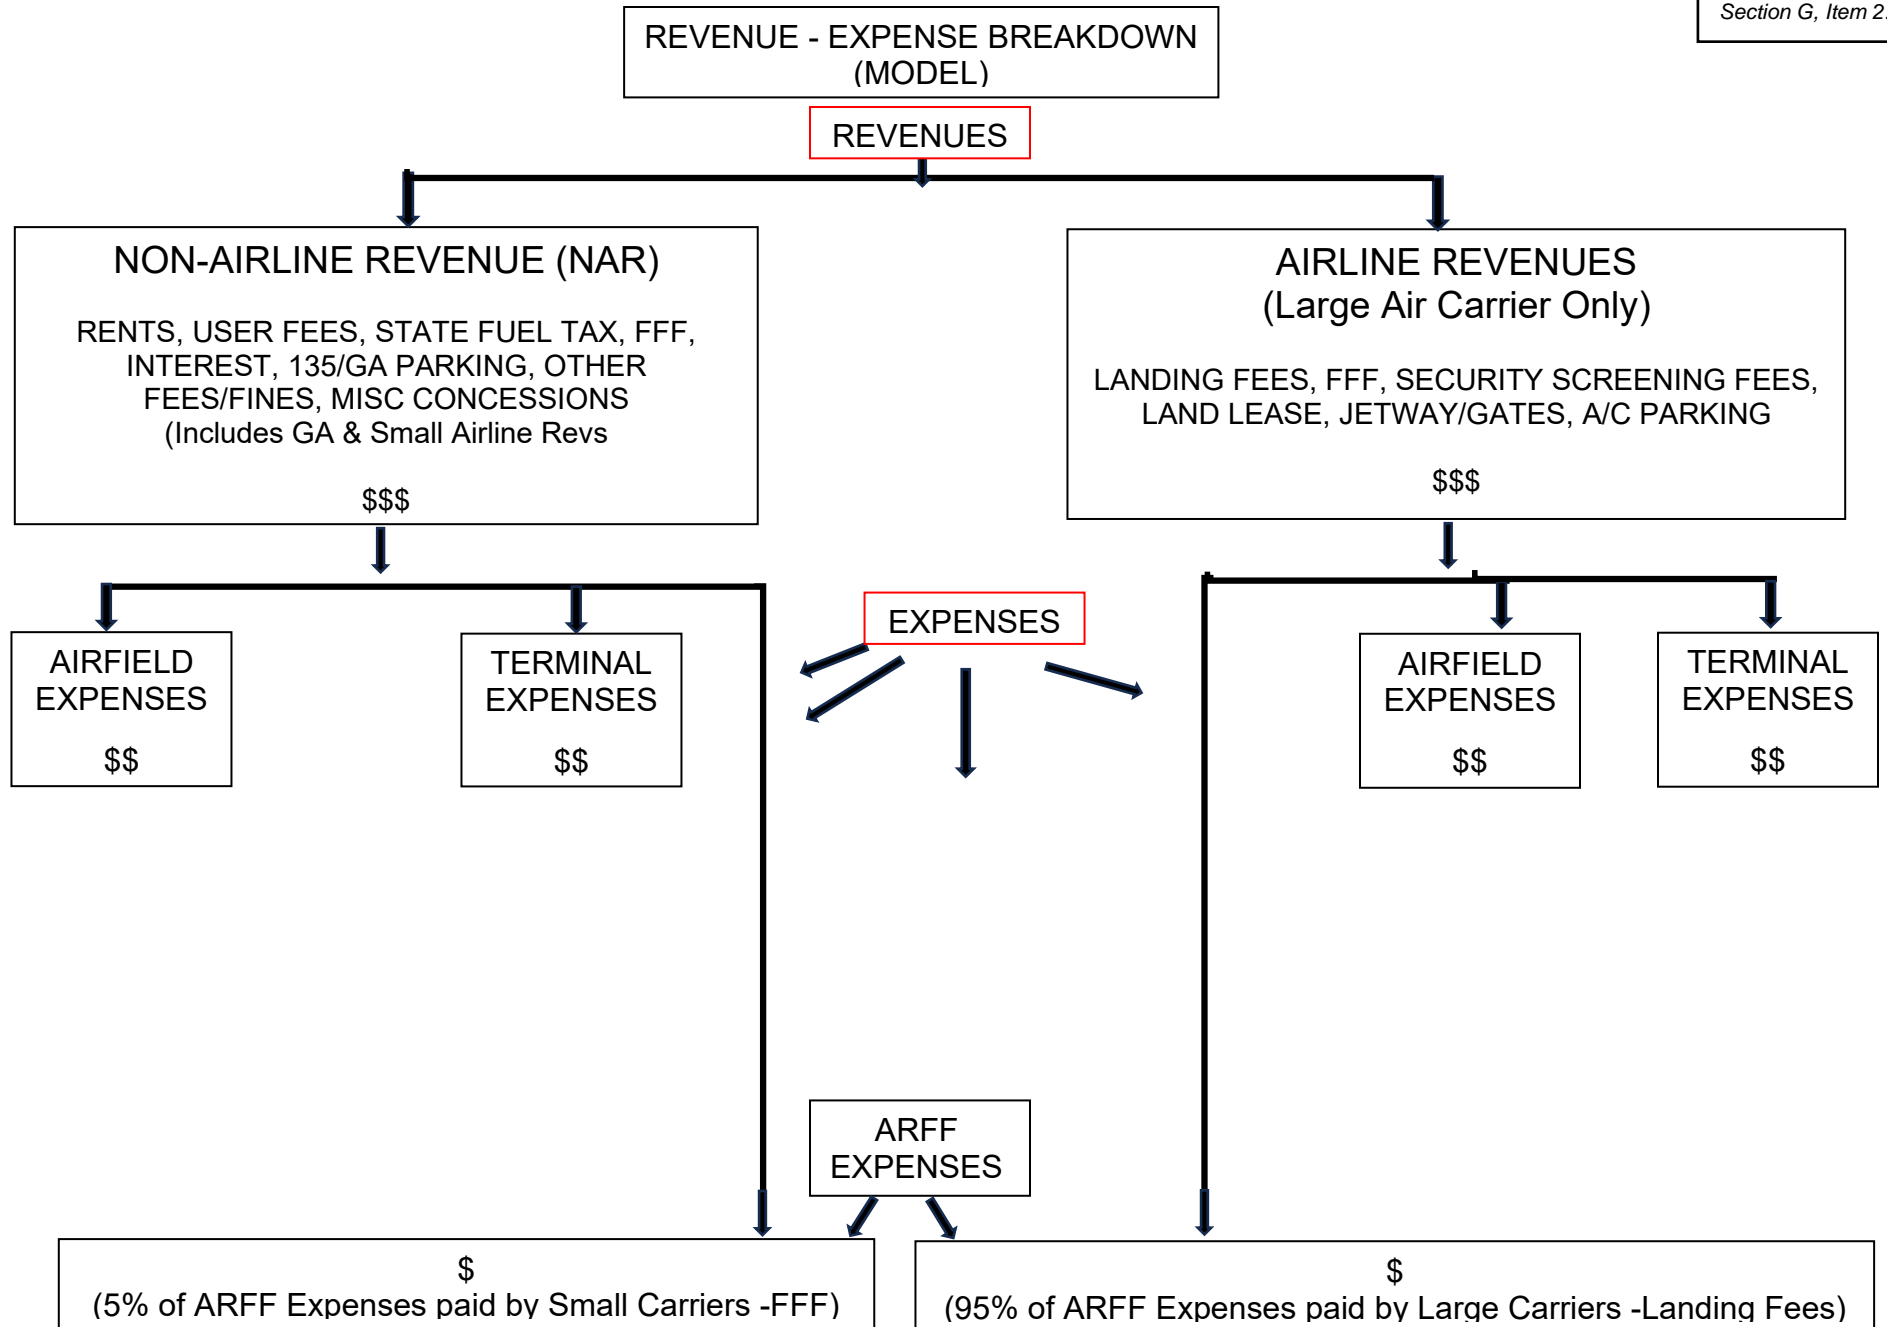 Section G, Item 2.
REVENUE - EXPENSE BREAKDOWN
(MODEL)
REVENUES
NON-AIRLINE REVENUE (NAR)
RENTS, USER FEES, STATE FUEL TAX, FFF,
INTEREST, 135/GA PARKING, OTHER
FEES/FINES, MISC CONCESSIONS
(Includes GA & Small Airline Revs
$$$
AIRLINE REVENUES
(Large Air Carrier Only)
LANDING FEES, FFF, SECURITY SCREENING FEES,
LAND LEASE, JETWAY/GATES, A/C PARKING
$$$
EXPENSES
AIRFIELD
EXPENSES
$$
TERMINAL
EXPENSES
$$
AIRFIELD
EXPENSES
$$
TERMINAL
EXPENSES
$$
ARFF
EXPENSES
$
(5% of ARFF Expenses paid by Small Carriers -FFF)
$
(95% of ARFF Expenses paid by Large Carriers -Landing Fees)